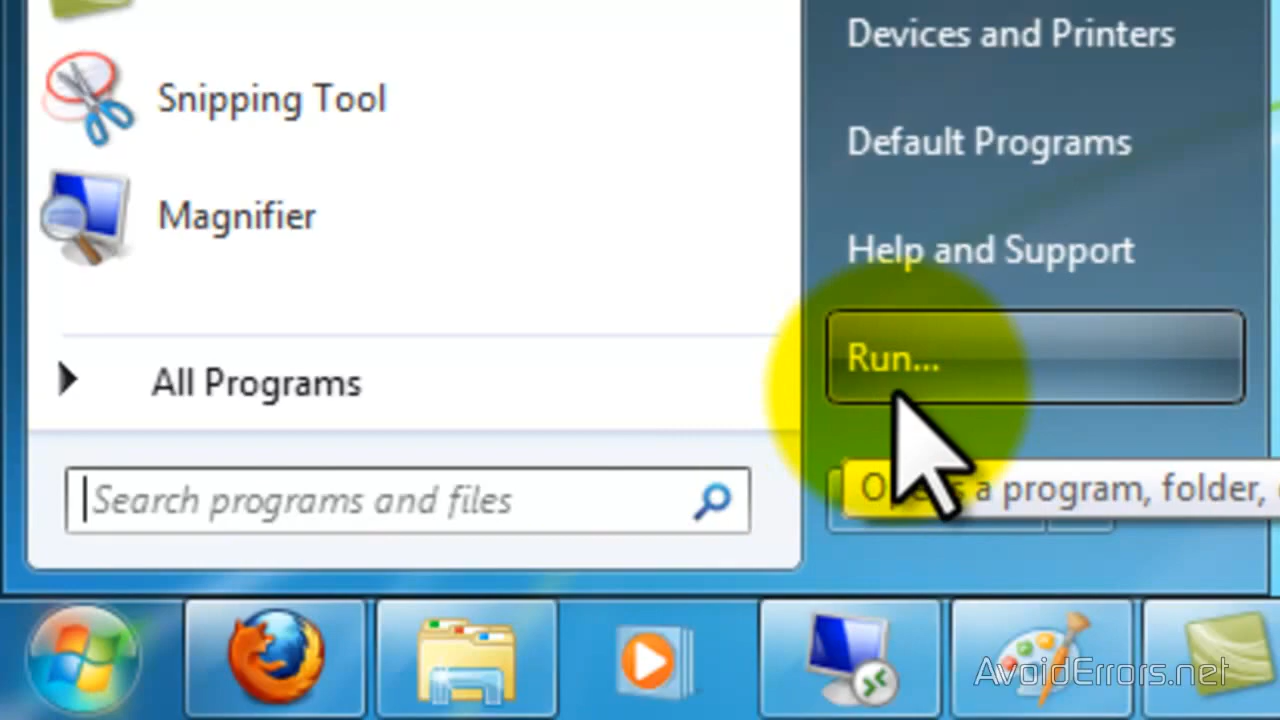 Snipping Tool
Magnifier
All Programs
Search programs and files
Devices and Printers
Default Programs
Help and Support
Run...
a program, folder,
AvoidErrors.net